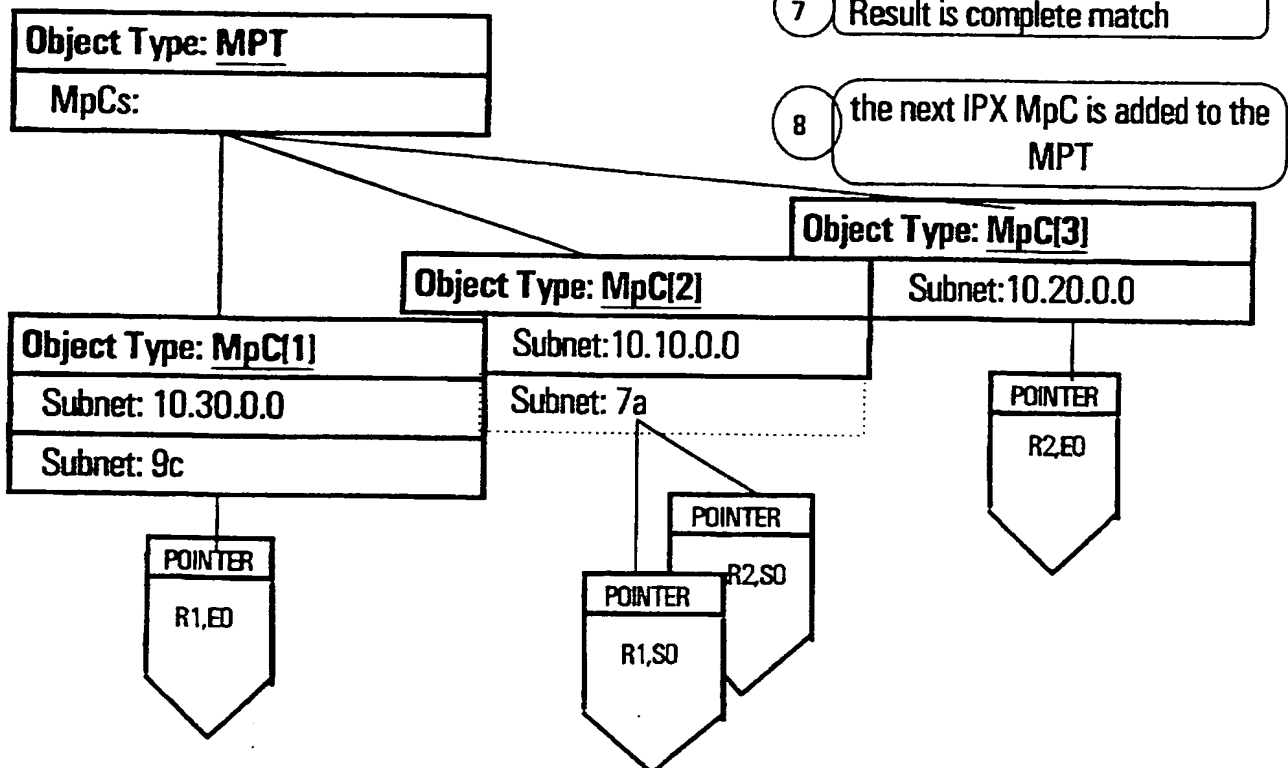 7
Result is complete match
Object Type: MPT
MpCs:
8
the next IPX MpC is added to the
MPT
Object Type: MpC[3]
Subnet:10.20.0.0
Object Type: MpC[2]
Subnet:10.10.0.0
Subnet: 7a
Object Type: MpC[1]
Subnet: 10.30.0.0
Subnet: 9c
POINTER
R2,E0
POINTER
R2,S0
POINTER
R1,E0
POINTER
R1,S0